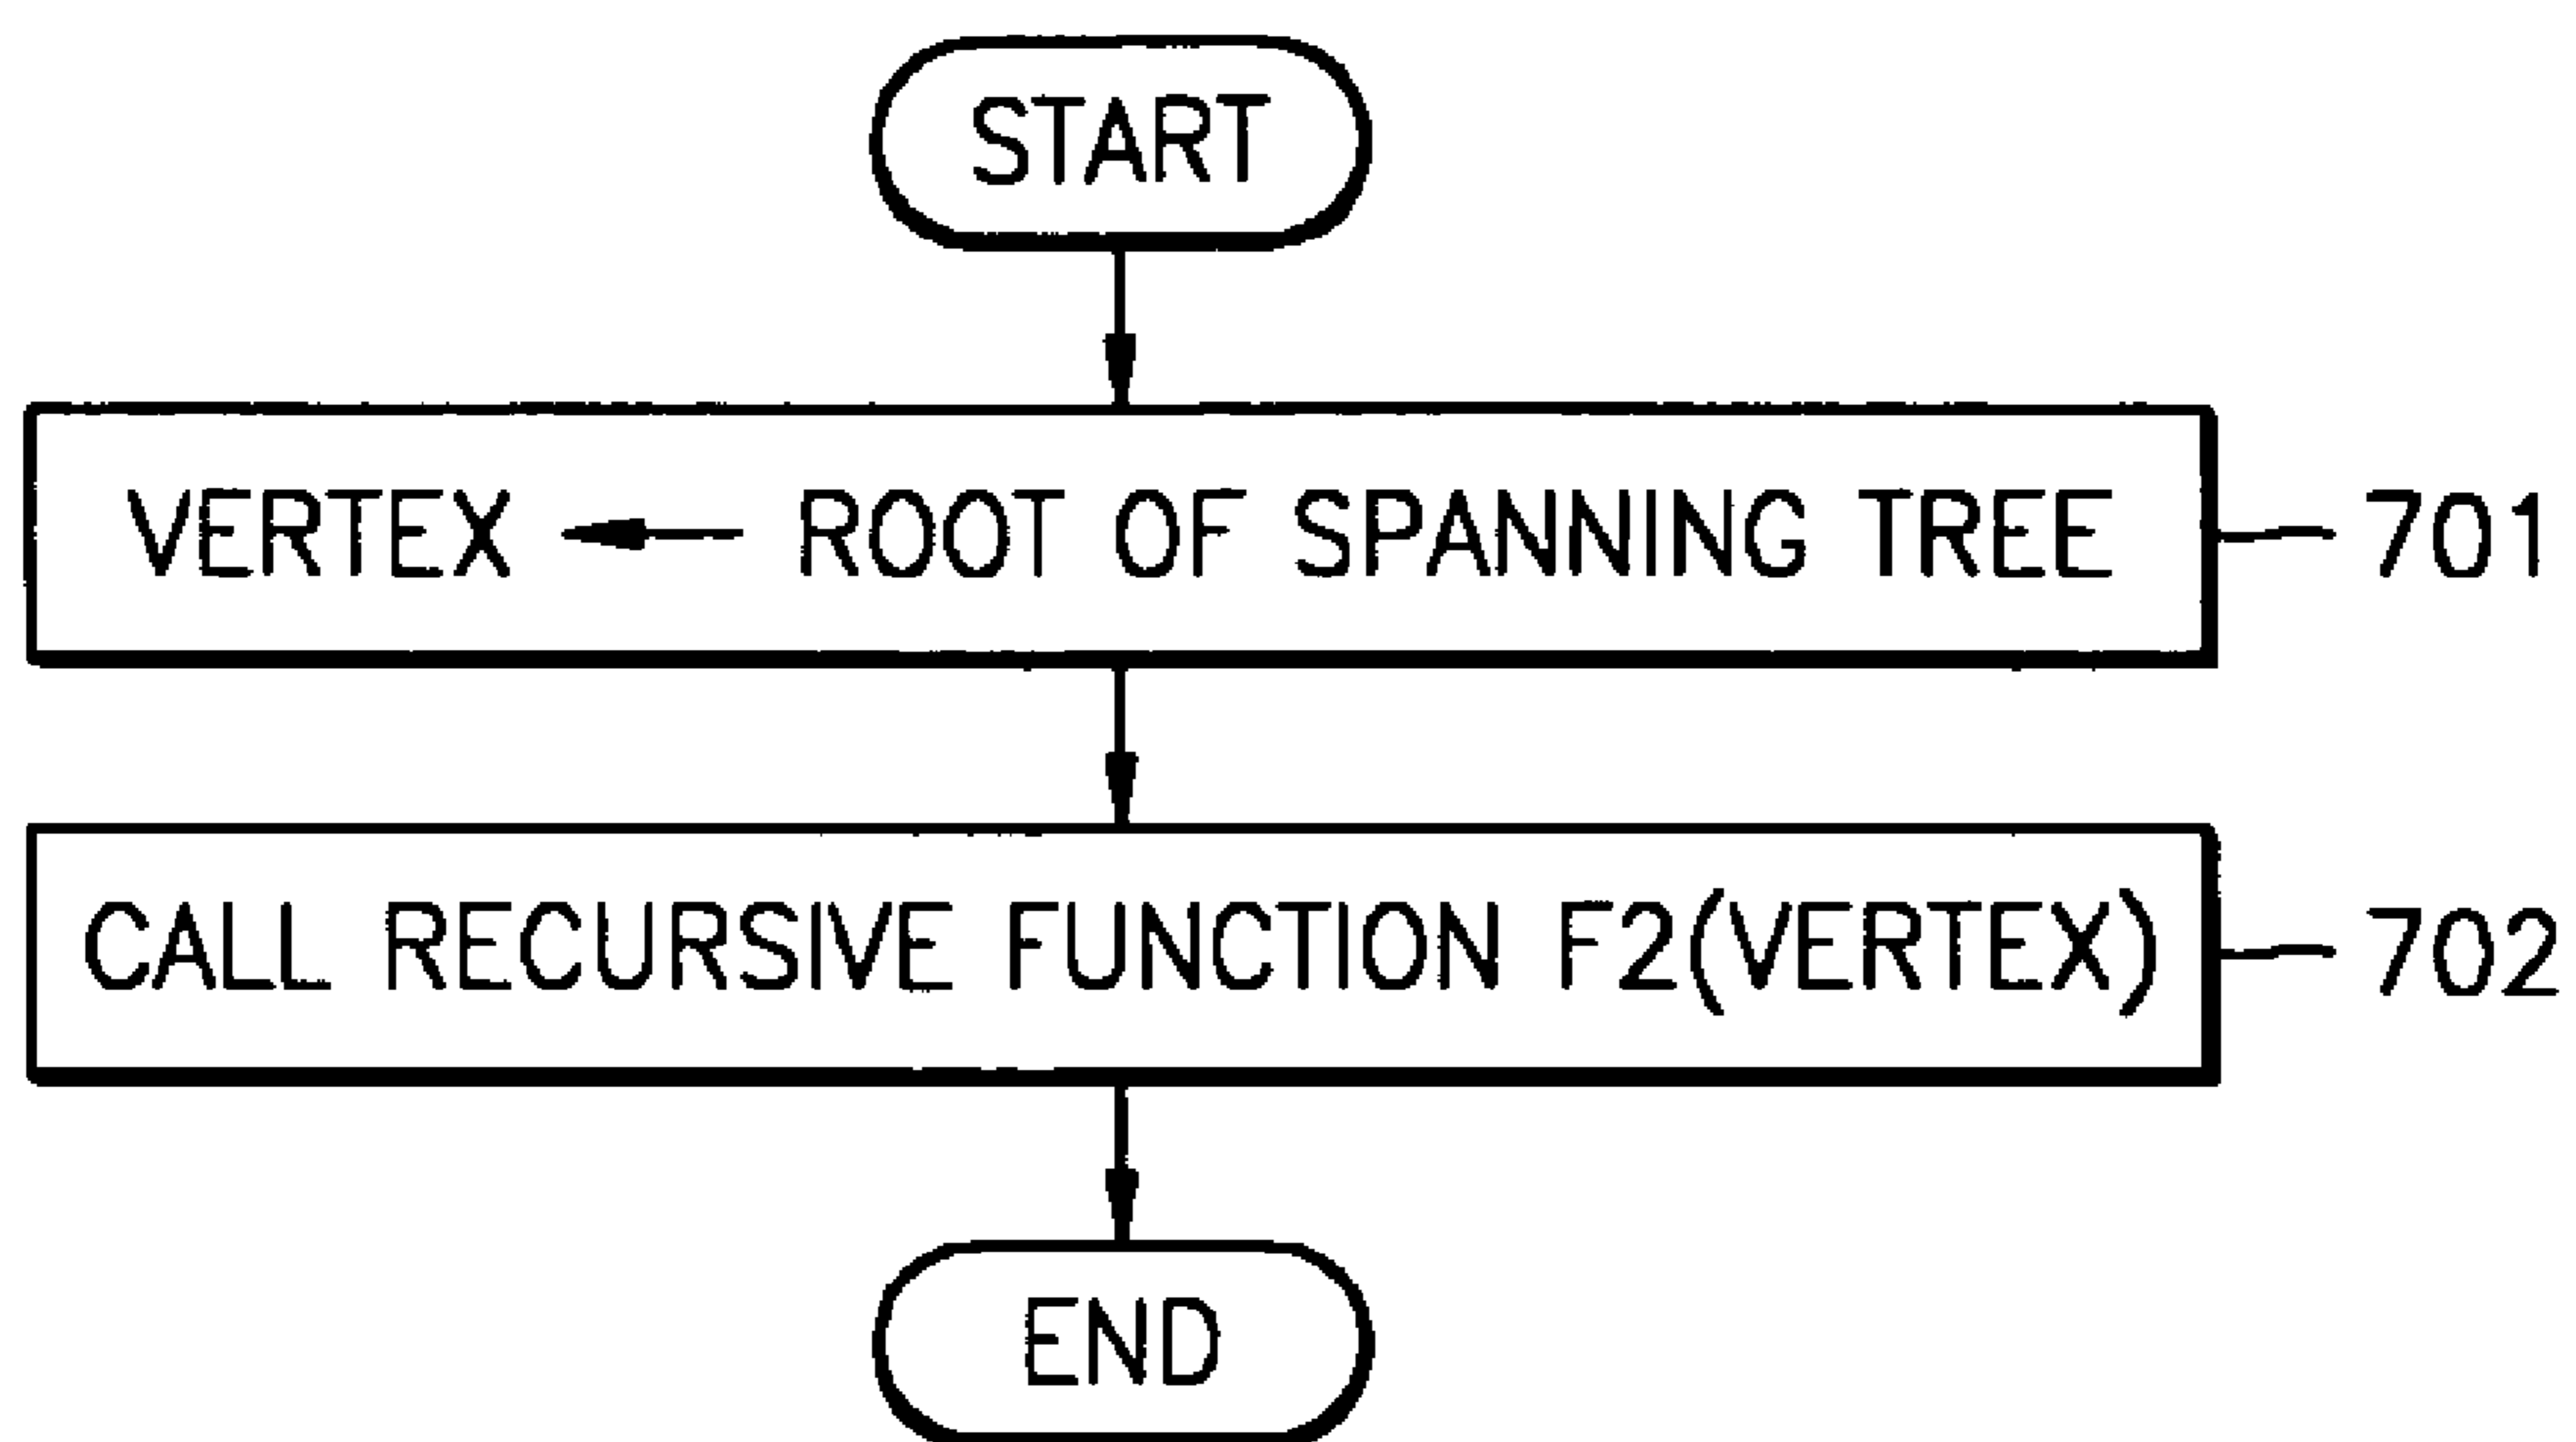 START
VERTEX ← ROOT OF SPANNING TREE
701
CALL RECURSIVE FUNCTION F2(VERTEX)
702
END